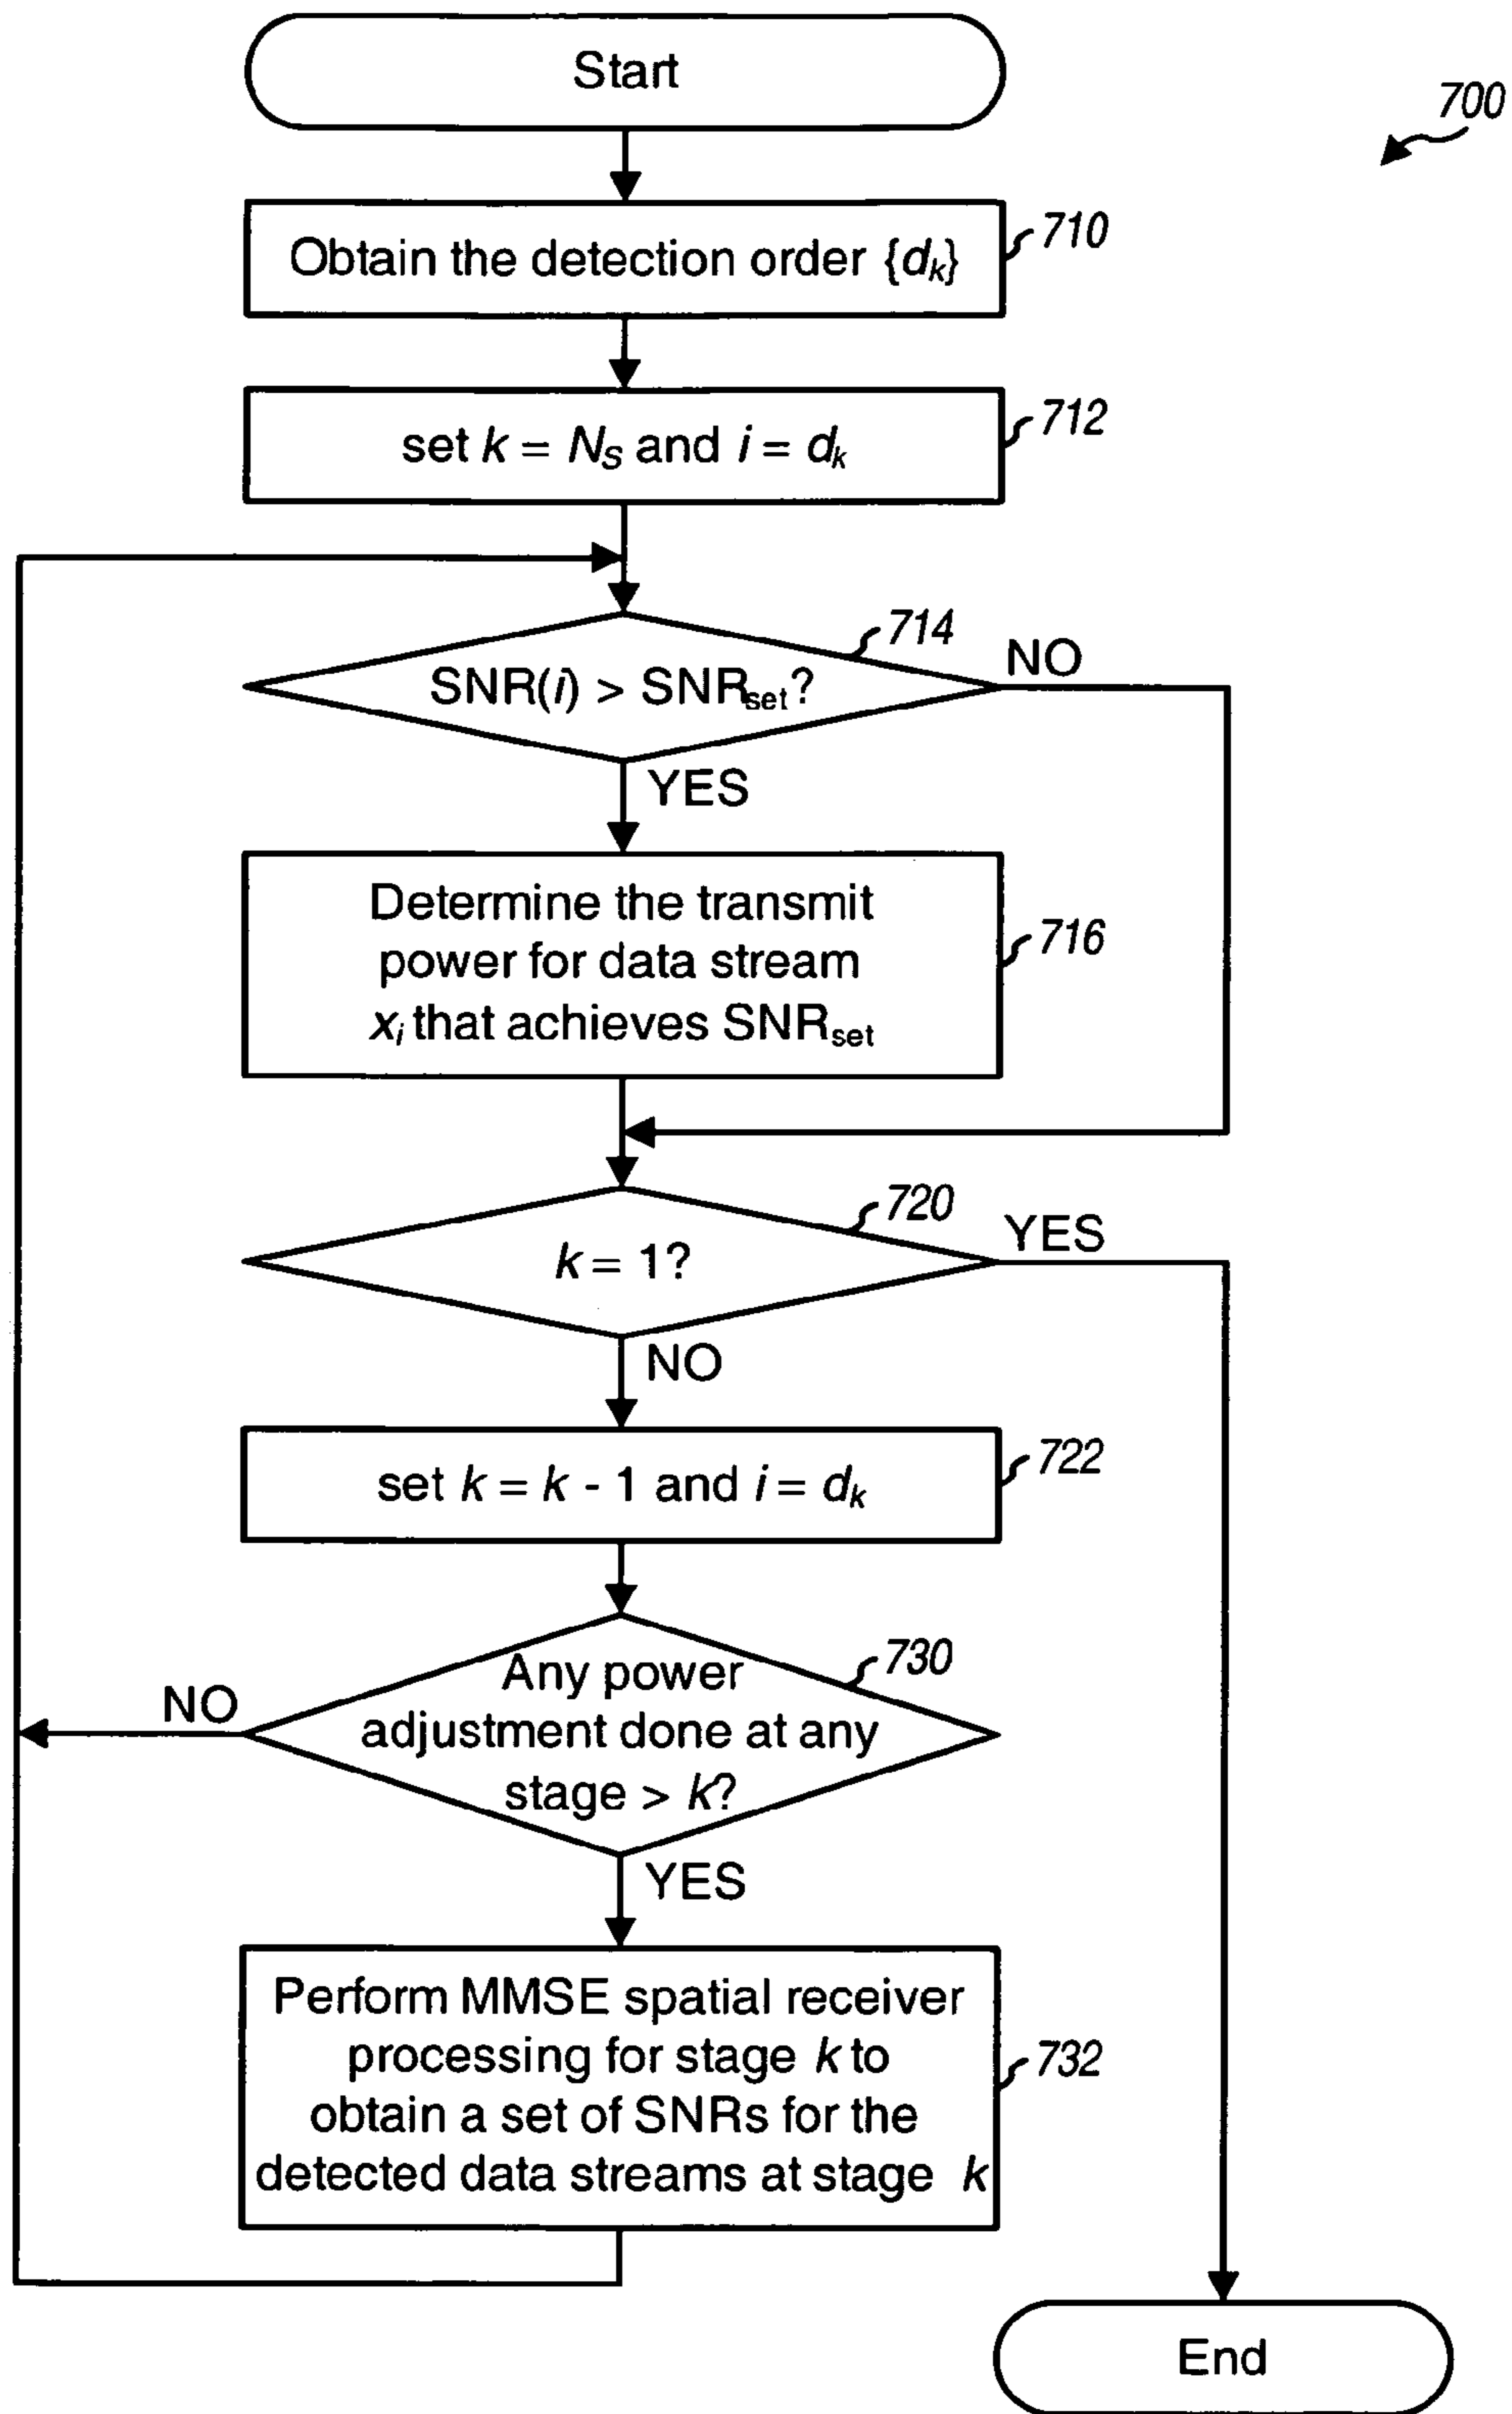 Start
700
Obtain the detection order {dk}
710
set k = NS and i = dk
712
714
SNR(i) > SNRset?
NO
YES
Determine the transmit
power for data stream
xi that achieves SNRset
716
720
k = 1?
YES
NO
set k = k - 1 and i = dk
722
730
Any power
adjustment done at any
stage > k?
NO
YES
Perform MMSE spatial receiver
processing for stage k to
obtain a set of SNRs for the
detected data streams at stage k
732
End